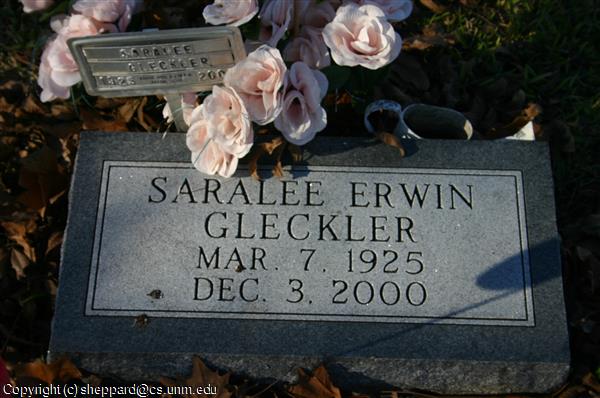 SARALEE
GLECKLER
SARALEE ERWIN
GLECKLER
MAR. 7, 1925
DEC. 3, 2000
Copyright (c) sheppard@cs.unm.edu